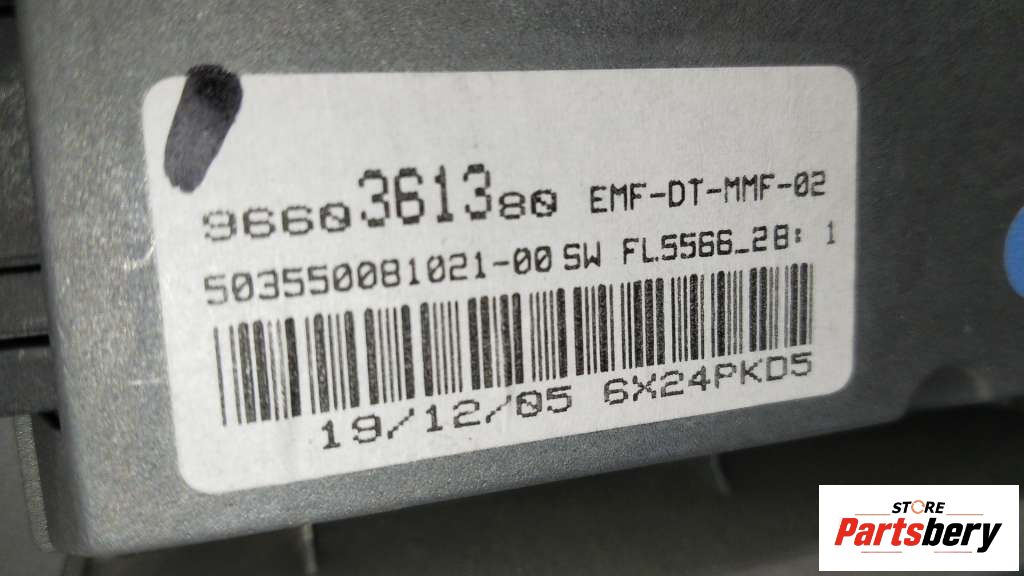 9660361380 EMF-DT-MMF-02
503550081021-00 SW FL5566_28: 1
19/12/05 6X24PKD5
STORE
Partsbery